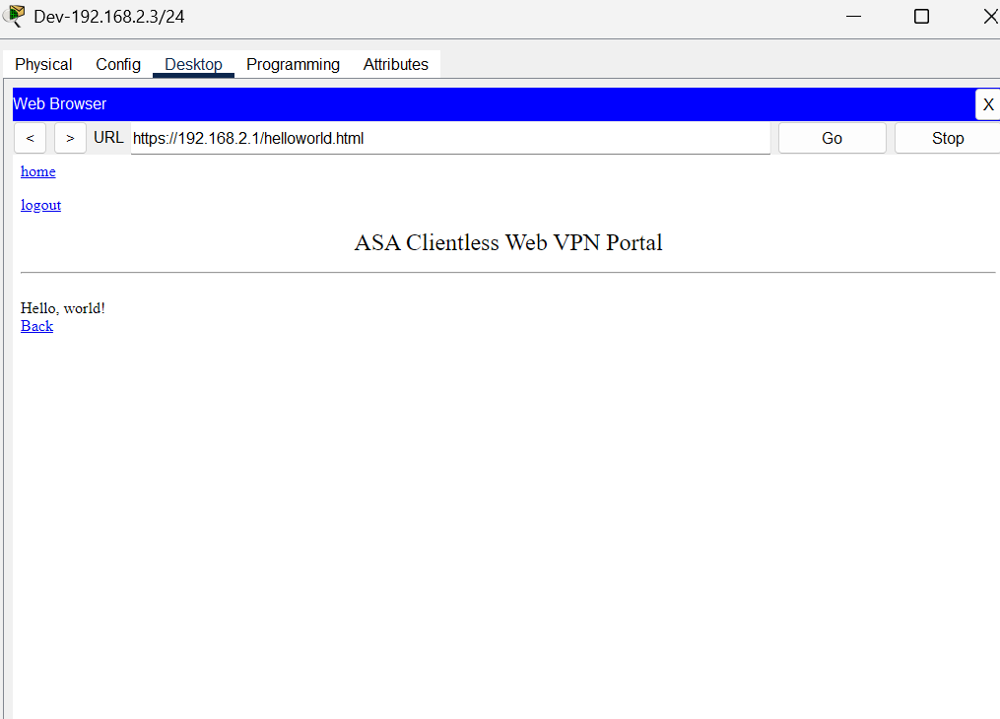 Dev-192.168.2.3/24
Physical Config Desktop Programming Attributes
Web Browser X
< > URL https://192.168.2.1/helloworld.html Go Stop
home
logout
ASA Clientless Web VPN Portal
Hello, world!
Back